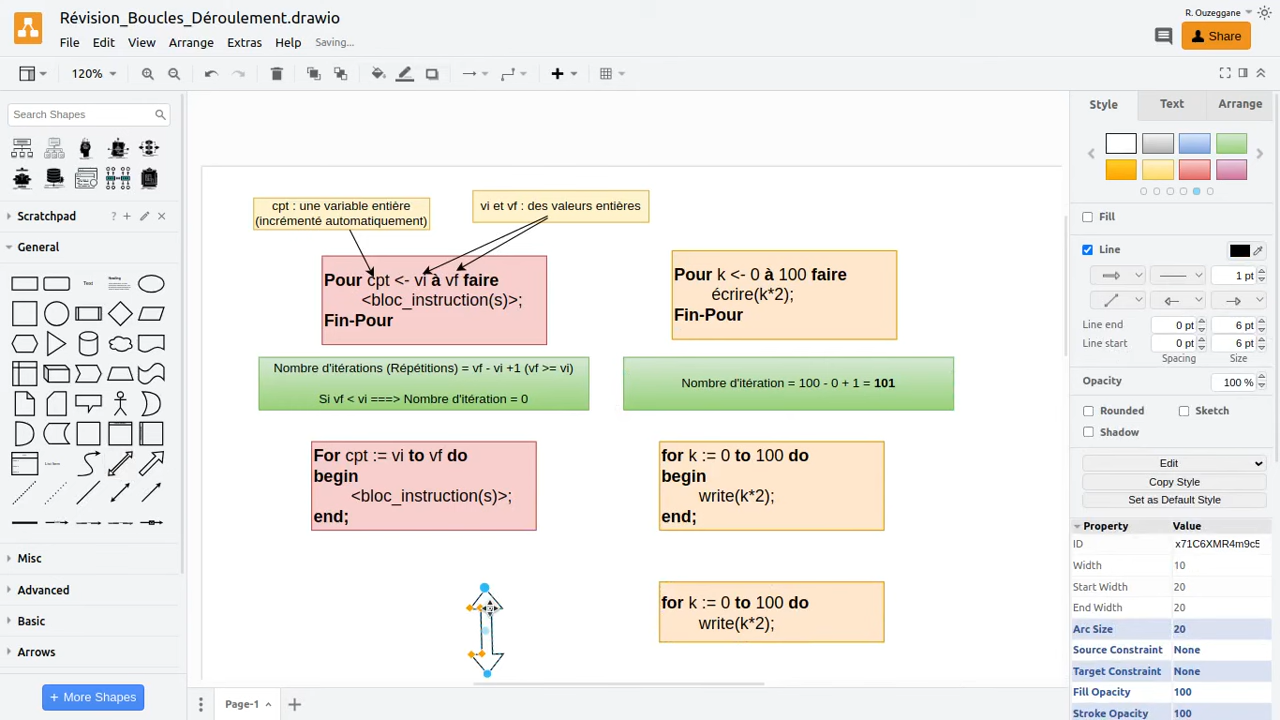 Révision_Boucles_Déroulement.drawio
R. Ouzeggane
File Edit View Arrange Extras Help Saving...
Share
120%
Search Shapes
Scratchpad
General
Text
Heading
List Item
Misc
Advanced
Basic
Arrows
+ More Shapes
cpt : une variable entière
(incrémenté automatiquement)
vi et vf : des valeurs entières
Pour cpt <- vi à vf faire
<bloc_instruction(s)>;
Fin-Pour
Pour k <- 0 à 100 faire
écrire(k*2);
Fin-Pour
Nombre d'itérations (Répétitions) = vf - vi +1 (vf >= vi)
Si vf < vi ===> Nombre d'itération = 0
Nombre d'itération = 100 - 0 + 1 = 101
For cpt := vi to vf do
begin
<bloc_instruction(s)>;
end;
for k := 0 to 100 do
begin
write(k*2);
end;
for k := 0 to 100 do
write(k*2);
Page-1
Style Text Arrange
Fill
Line
1 pt
Line end 0 pt 6 pt
Line start 0 pt 6 pt
Spacing Size
Opacity 100 %
Rounded Sketch
Shadow
Edit
Copy Style
Set as Default Style
Property Value
ID x71C6XMR4m9c5
Width 10
Start Width 20
End Width 20
Arc Size 20
Source Constraint None
Target Constraint None
Fill Opacity 100
Stroke Opacity 100